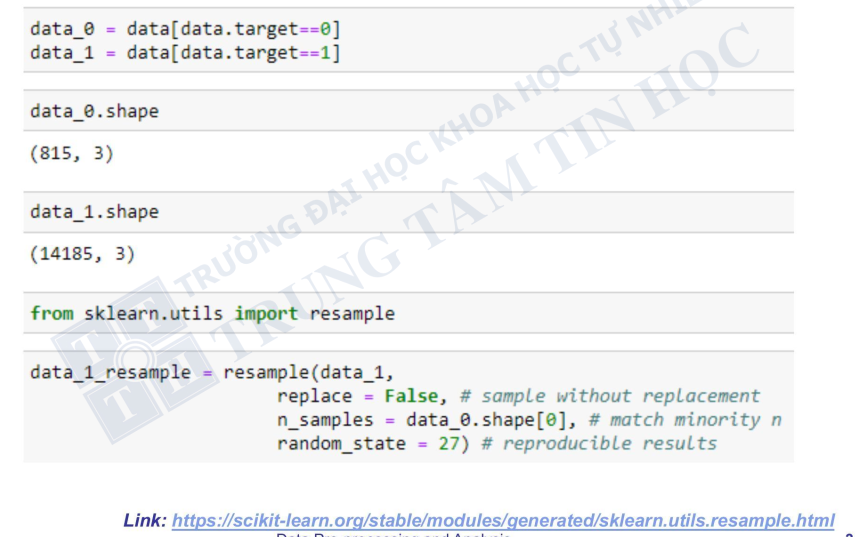 data_0 = data[data.target==0]
data_1 = data[data.target==1]
data_0.shape
(815, 3)
data_1.shape
(14185, 3)
from sklearn.utils import resample
data_1_resample = resample(data_1,
replace = False, # sample without replacement
n_samples = data_0.shape[0], # match minority n
random_state = 27) # reproducible results
TRƯỜNG ĐẠI HỌC KHOA HỌC TỰ NHIÊN
TRUNG TÂM TIN HỌC
Link: https://scikit-learn.org/stable/modules/generated/sklearn.utils.resample.html
Data Pre-processing and Analysis